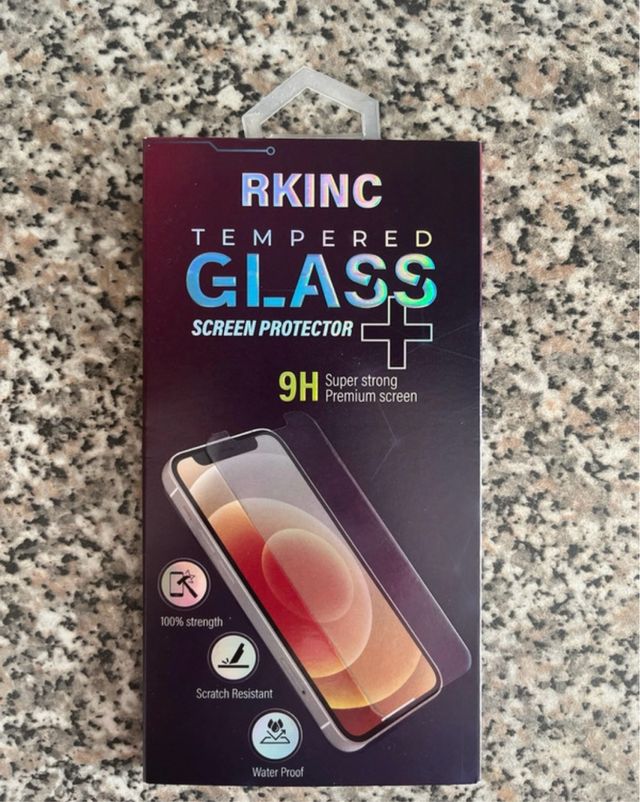 RKINC
TEMPERED
GLASS
SCREEN PROTECTOR
9H Super strong
Premium screen
100% strength
Scratch Resistant
Water Proof